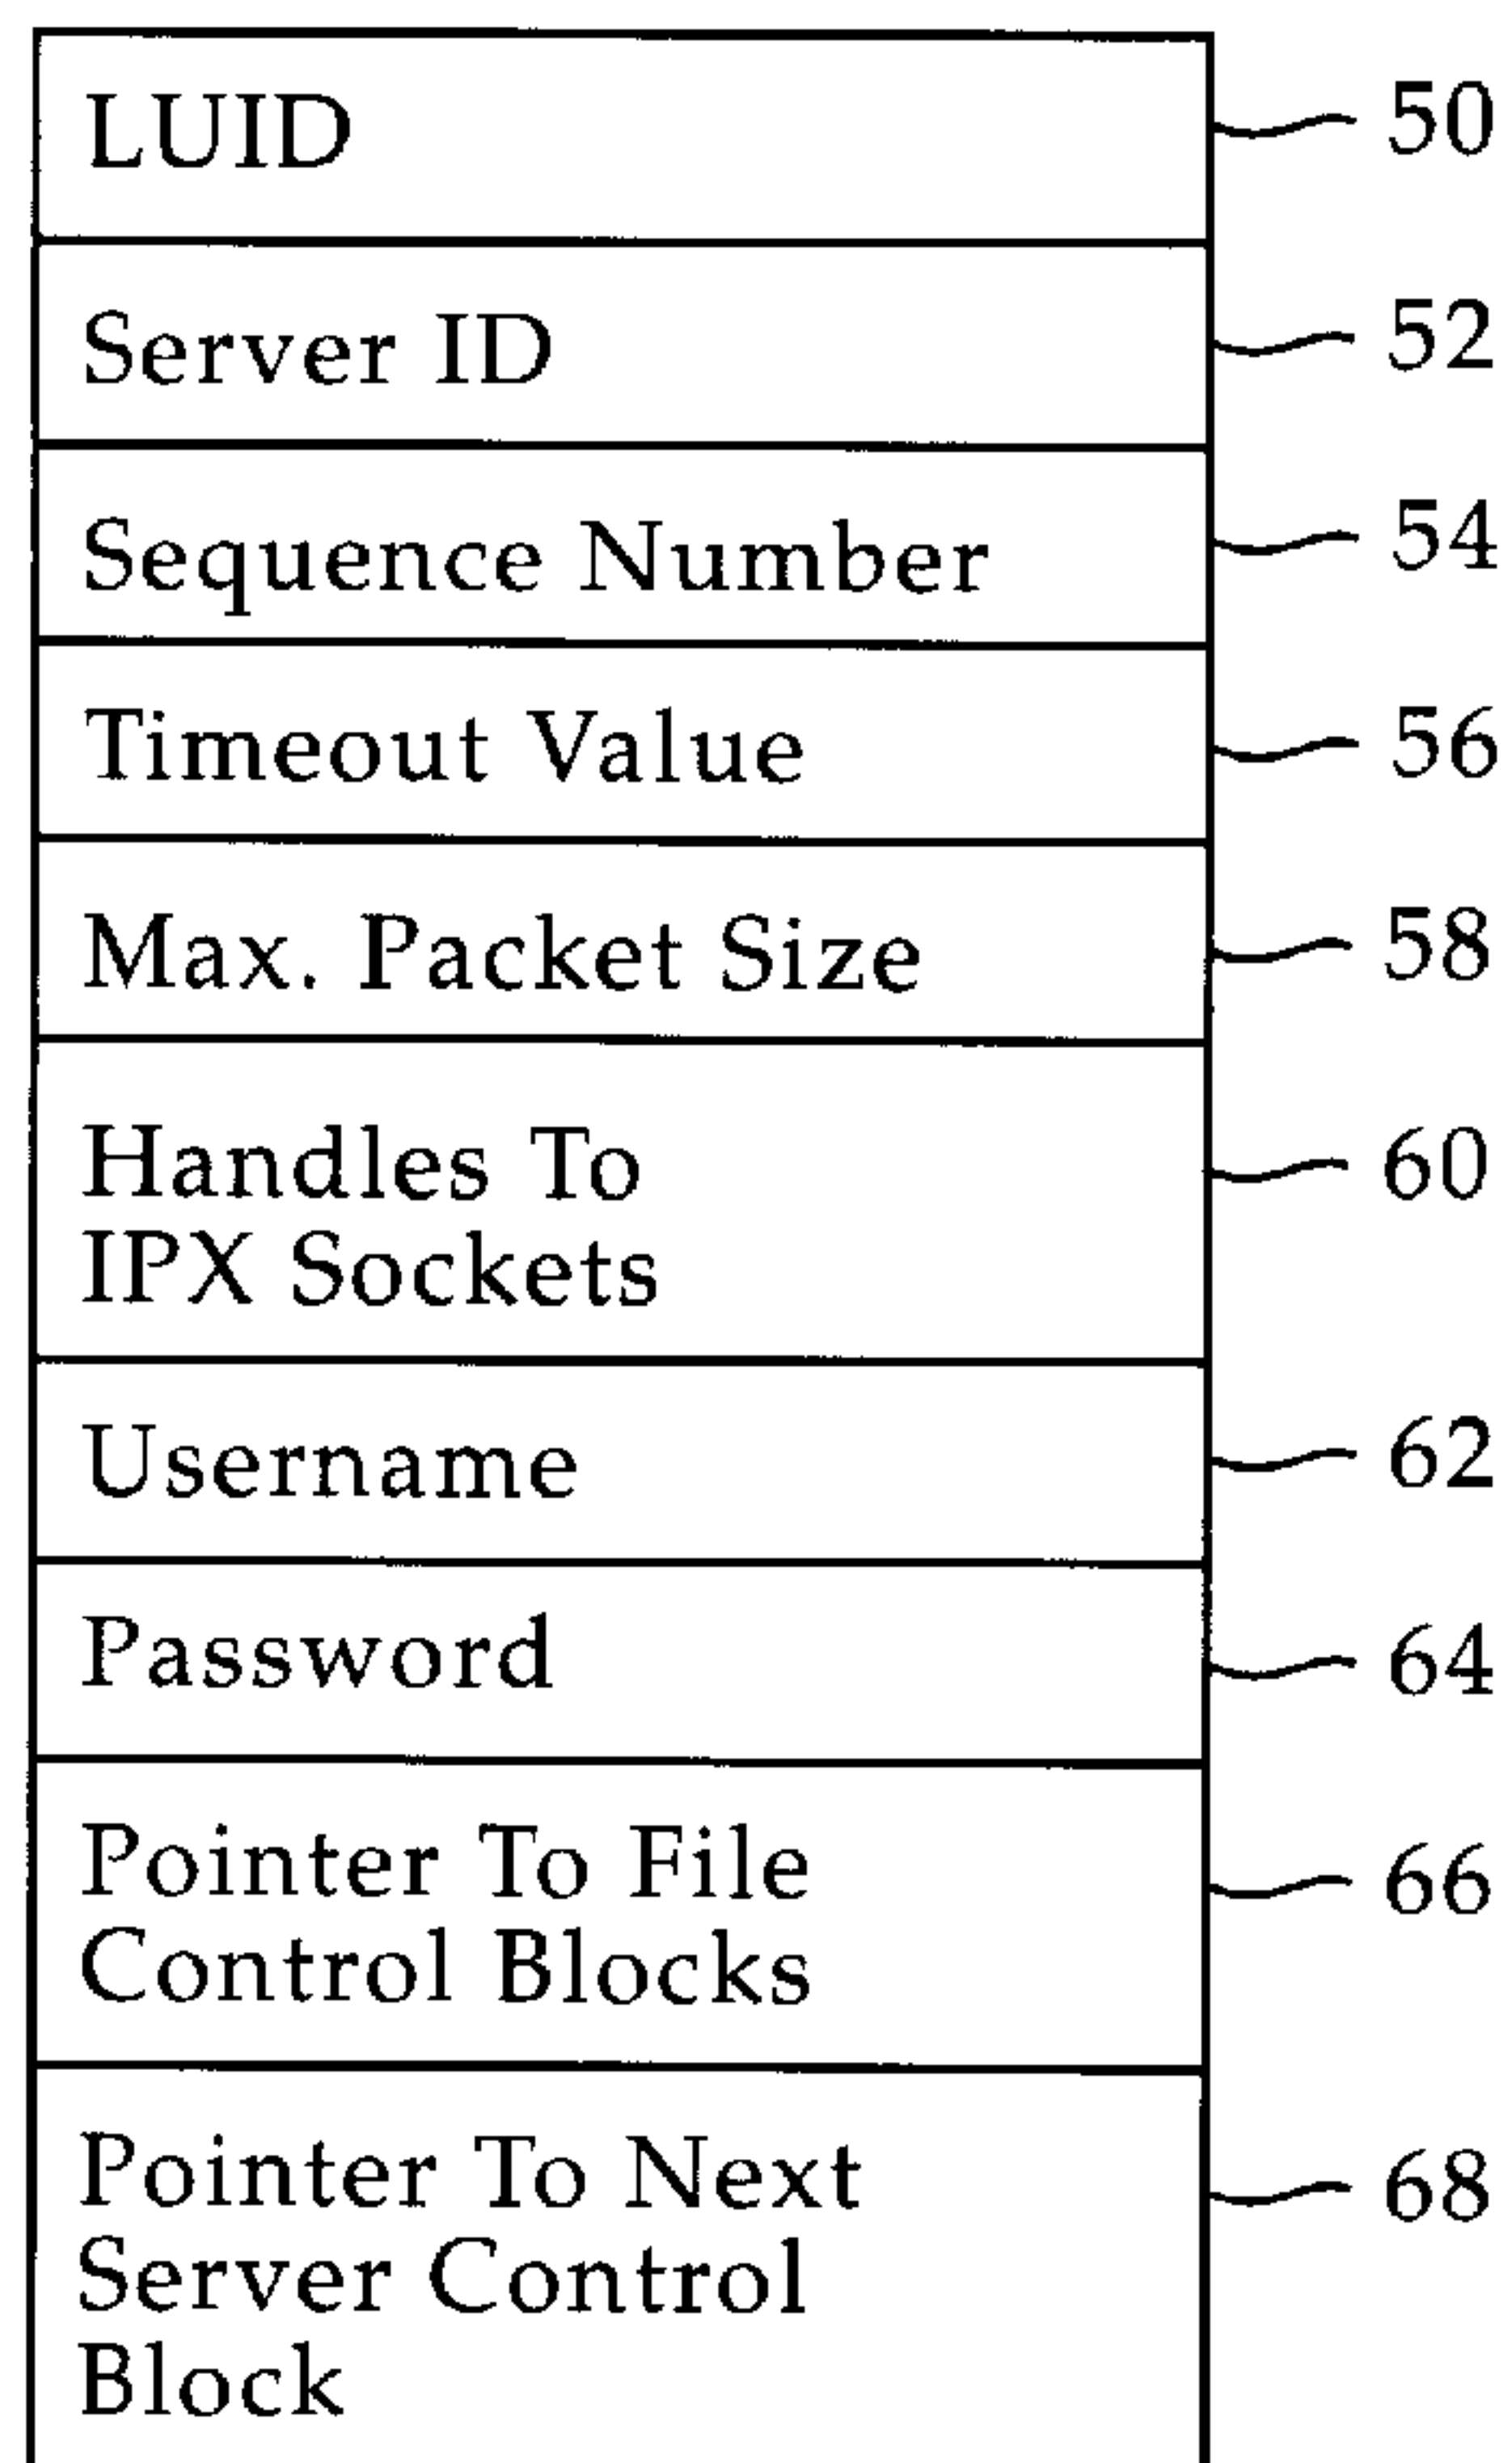 LUID 50
Server ID 52
Sequence Number 54
Timeout Value 56
Max. Packet Size 58
Handles To 60
IPX Sockets
Username 62
Password 64
Pointer To File 66
Control Blocks
Pointer To Next 68
Server Control
Block